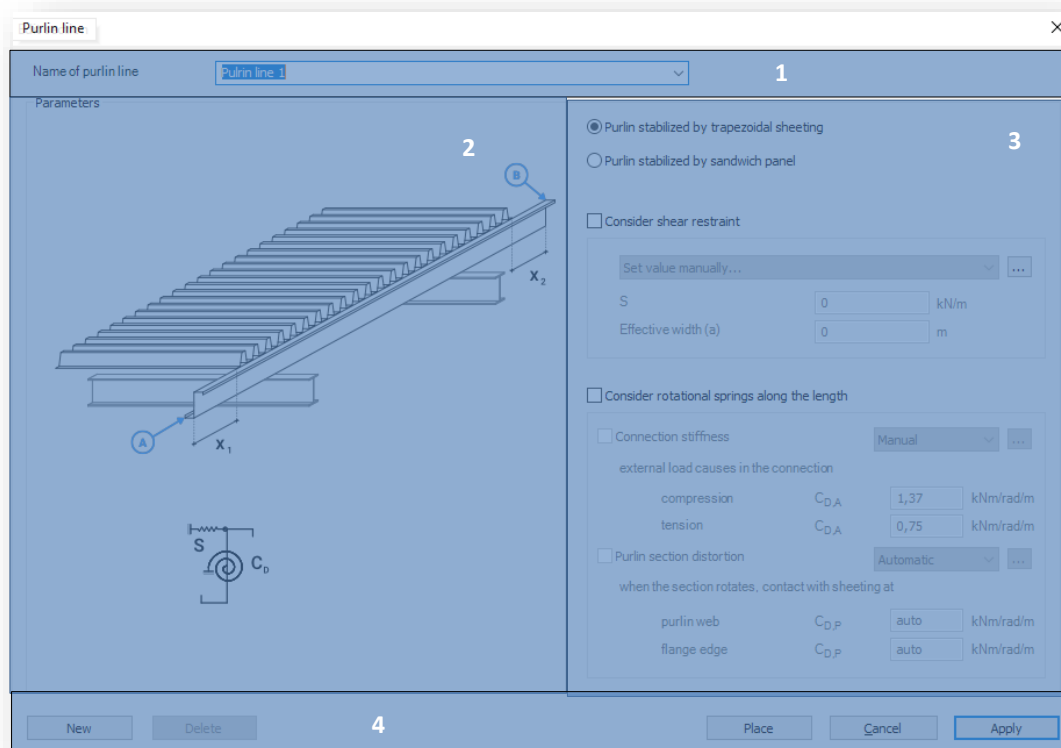 Purlin line
Name of purlin line Pulrin line 1 1
Parameters
2
3
Purlin stabilized by trapezoidal sheeting
Purlin stabilized by sandwich panel
B
X2
A
X1
S
CD
Consider shear restraint
Set value manually... ...
S 0 kN/m
Effective width (a) 0 m
Consider rotational springs along the length
Connection stiffness Manual ...
external load causes in the connection
compression CD,A 1,37 kNm/rad/m
tension CD,A 0,75 kNm/rad/m
Purlin section distortion Automatic ...
when the section rotates, contact with sheeting at
purlin web CD,P auto kNm/rad/m
flange edge CD,P auto kNm/rad/m
New Delete 4 Place Cancel Apply